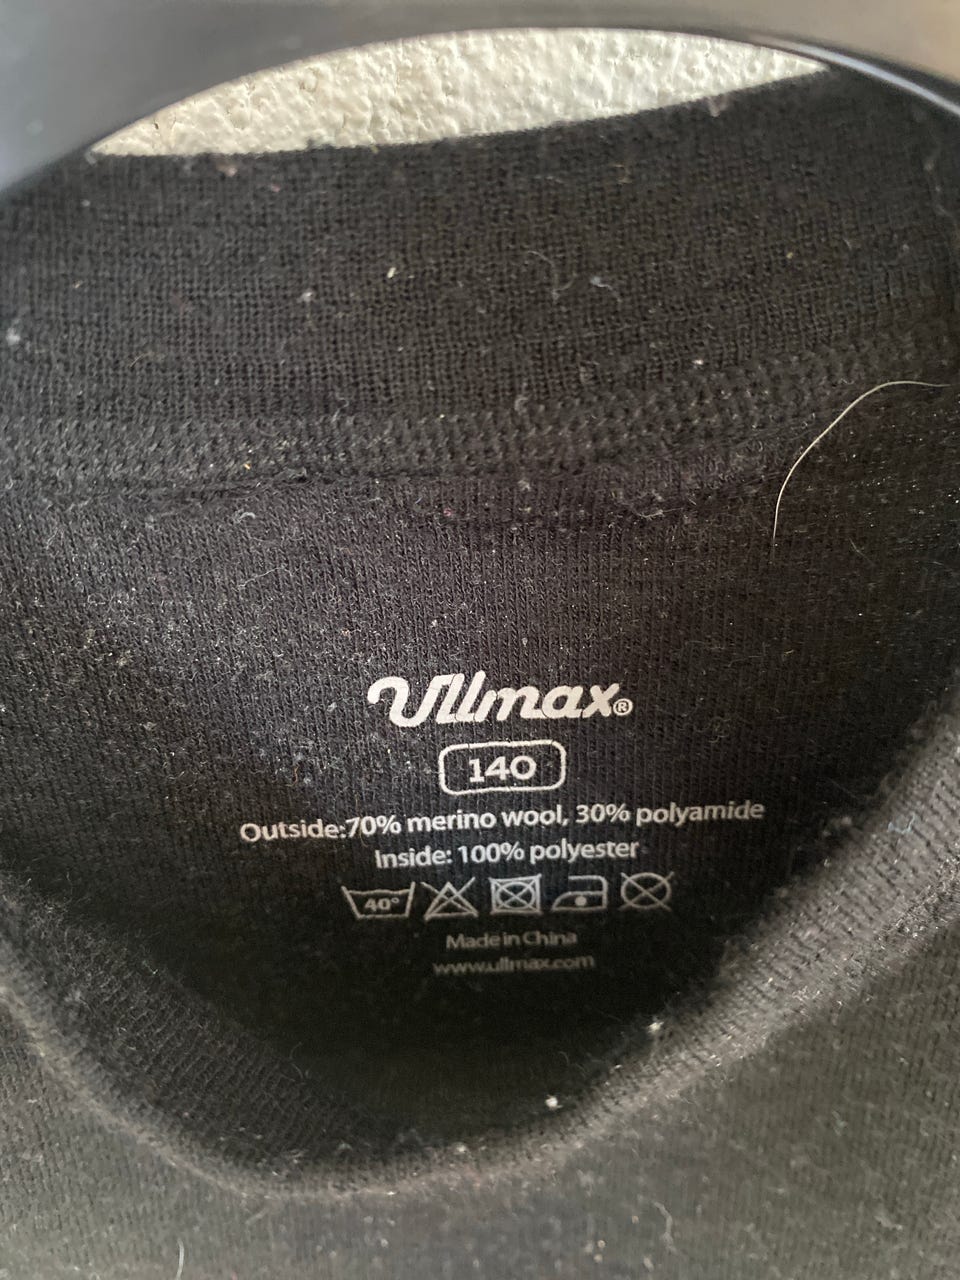 Ullmax®
140
Outside:70% merino wool, 30% polyamide
Inside: 100% polyester
40°
Made in China
www.ullmax.com